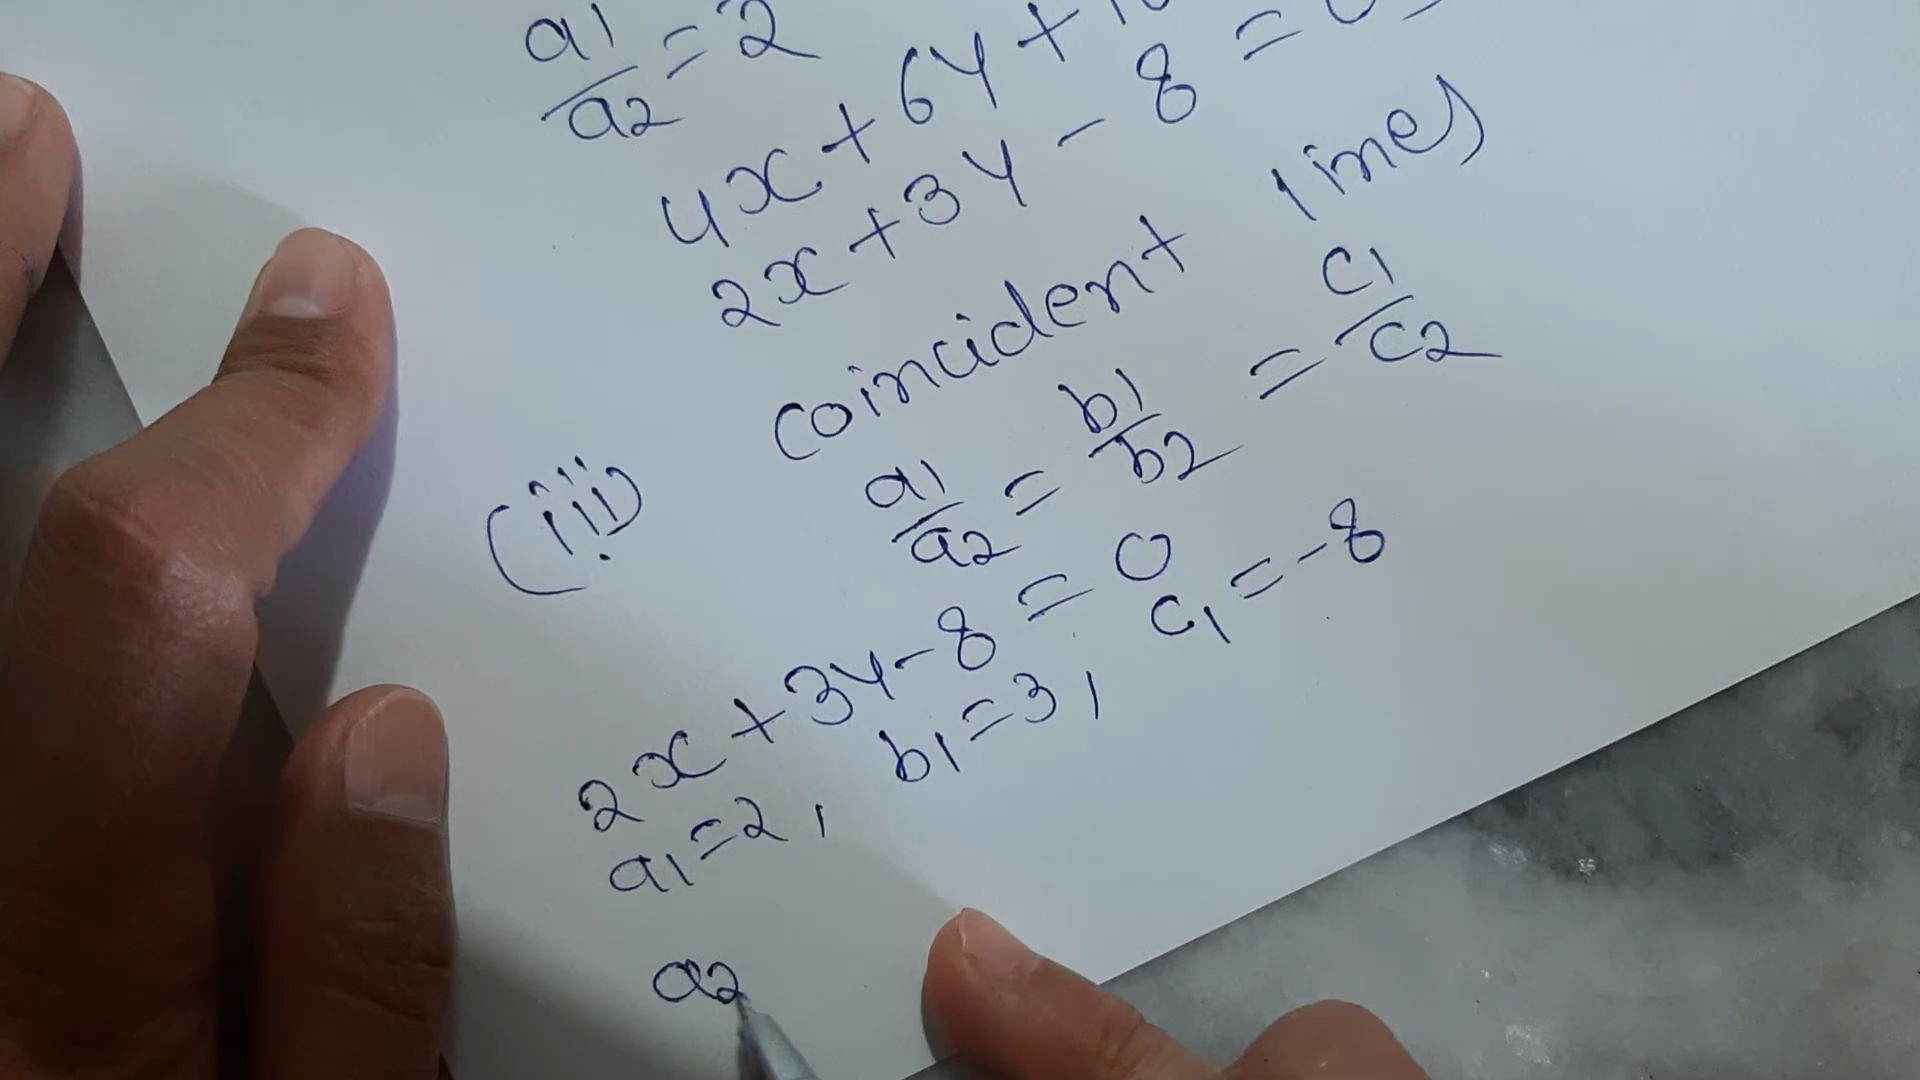 a1/a2 = 2
4x + 6y +
2x + 3y - 8 =
(iii) coincident lines
a1/a2 = b1/b2 = c1/c2
2x + 3y - 8 = 0
a1 = 2, b1 = 3, c1 = -8
a2